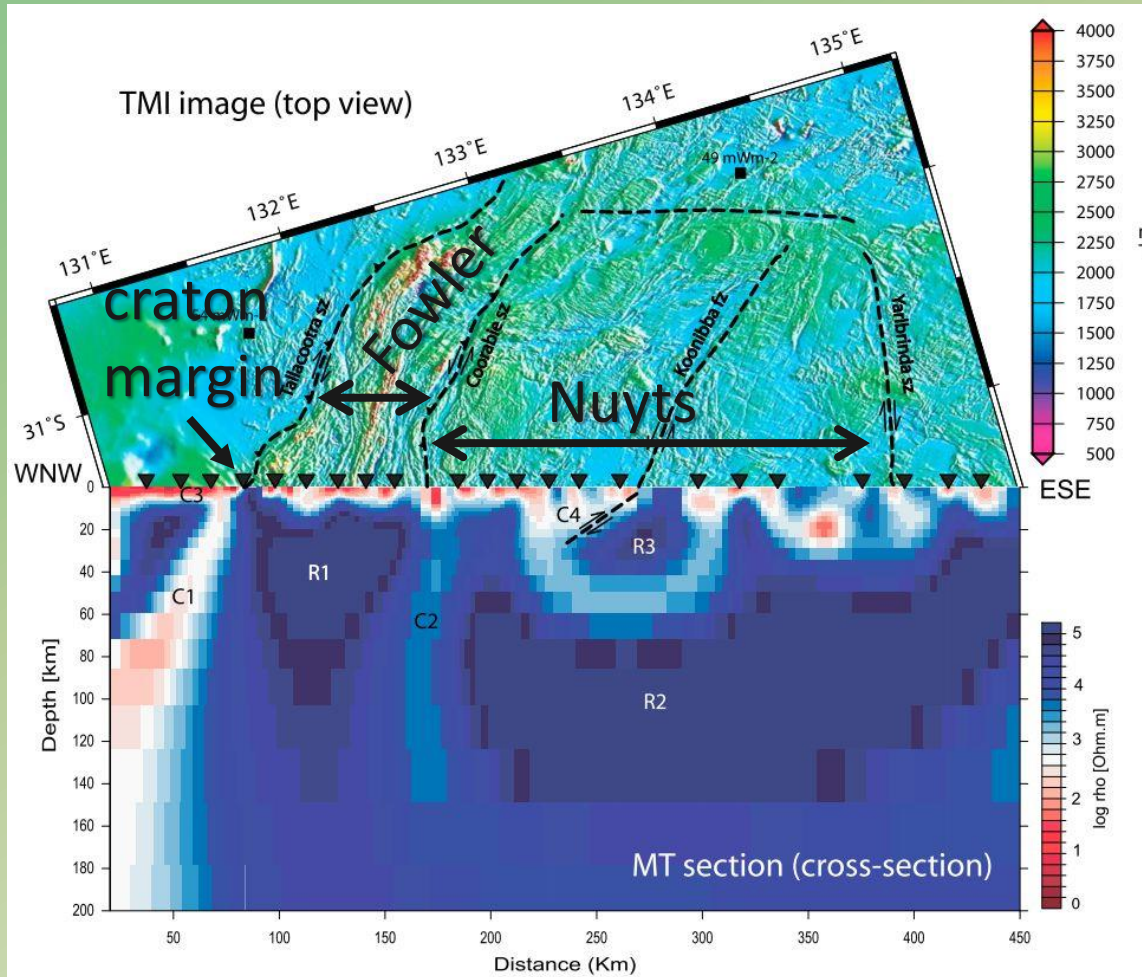 TMI image (top view)
131°E
132°E
133°E
134°E
135°E
49 mWm-2
craton
margin
Tallacootra sz
Fowler
Coorabie sz
Nuyts
Koonibba fz
Yarlbrinda sz
31°S
WNW
ESE
4000
3750
3500
3250
3000
2750
2500
2250
2000
1750
1500
1250
1000
750
500
C3
C4
R3
R1
C1
C2
R2
0
20
40
60
80
100
120
140
160
180
200
Depth [km]
MT section (cross-section)
5
4
3
2
1
0
log rho [Ohm.m]
50
100
150
200
250
300
350
400
450
Distance (Km)